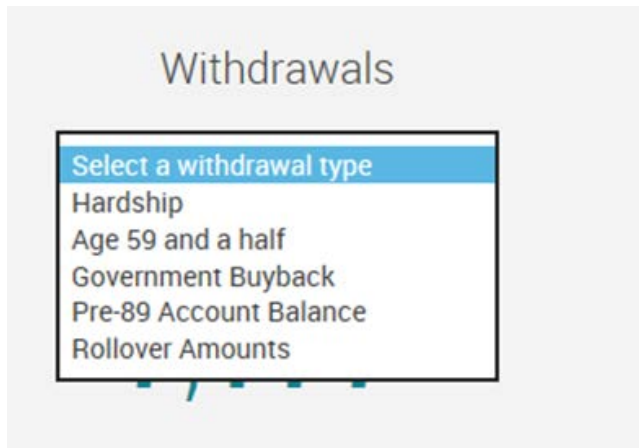 Withdrawals
Select a withdrawal type
Hardship
Age 59 and a half
Government Buyback
Pre-89 Account Balance
Rollover Amounts